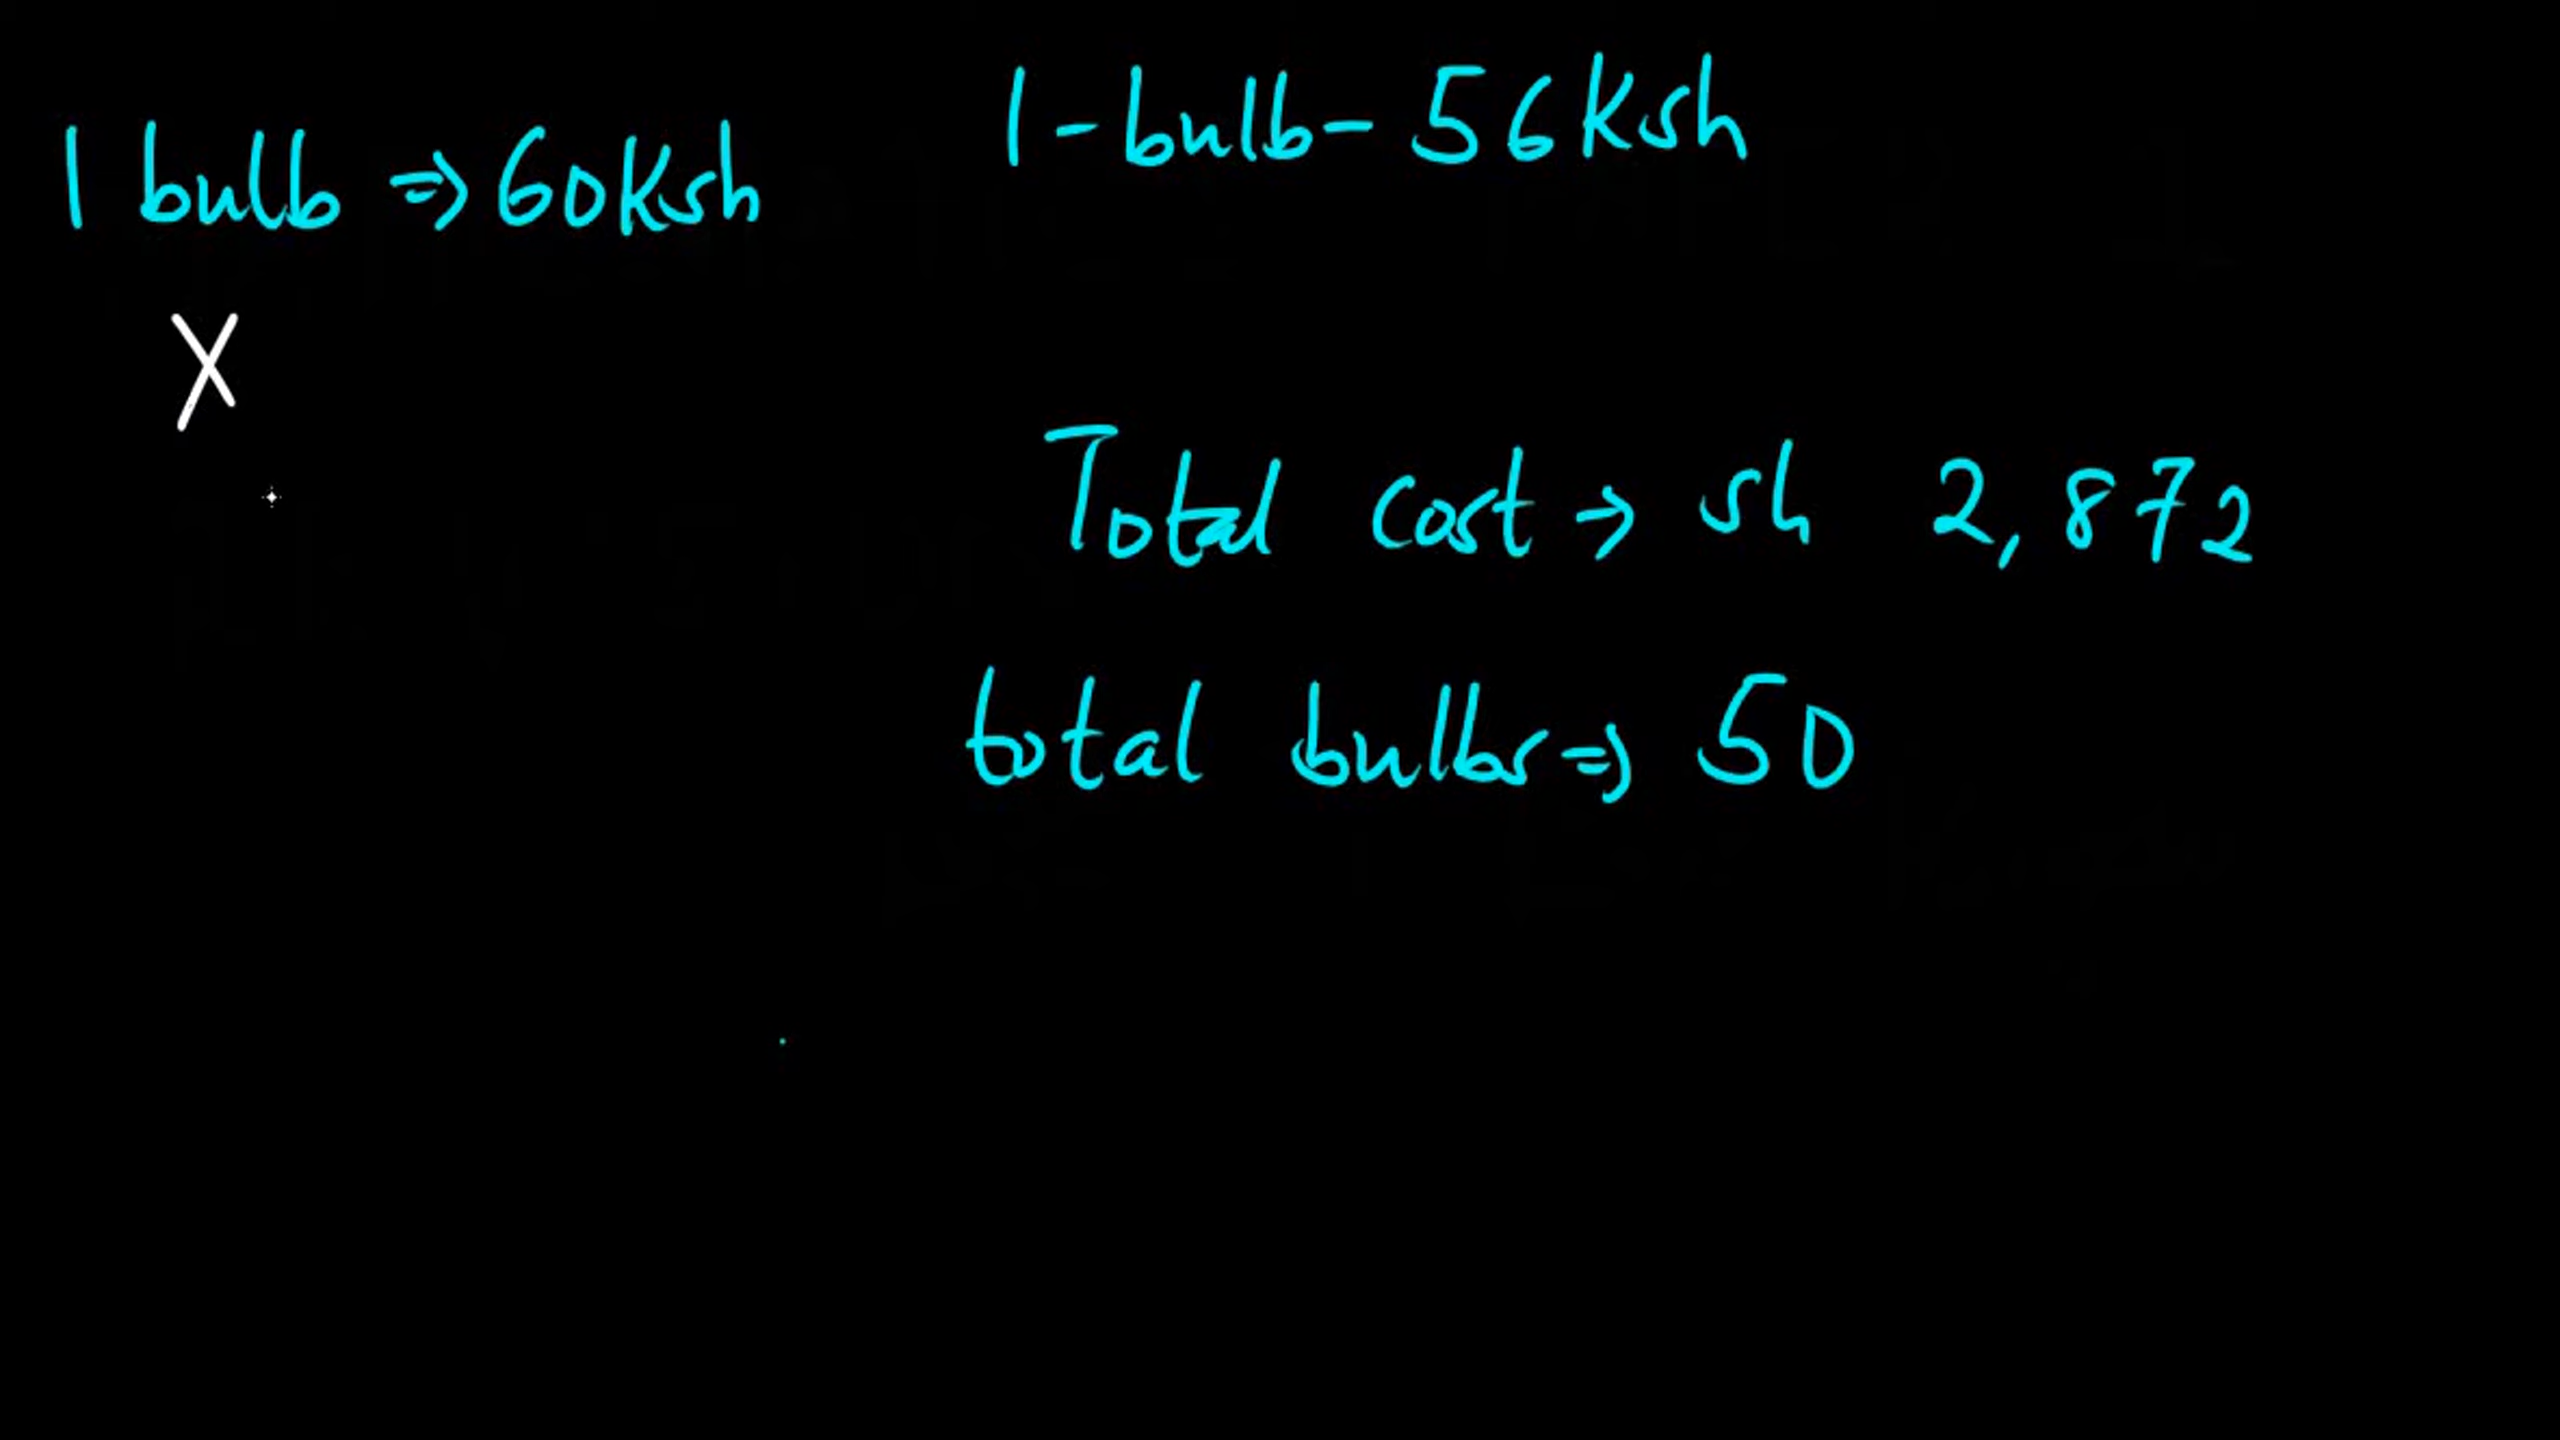 1 bulb => 60Ksh
1 - bulb - 56Ksh
X
Total cost → sh 2,872
total bulbs => 50